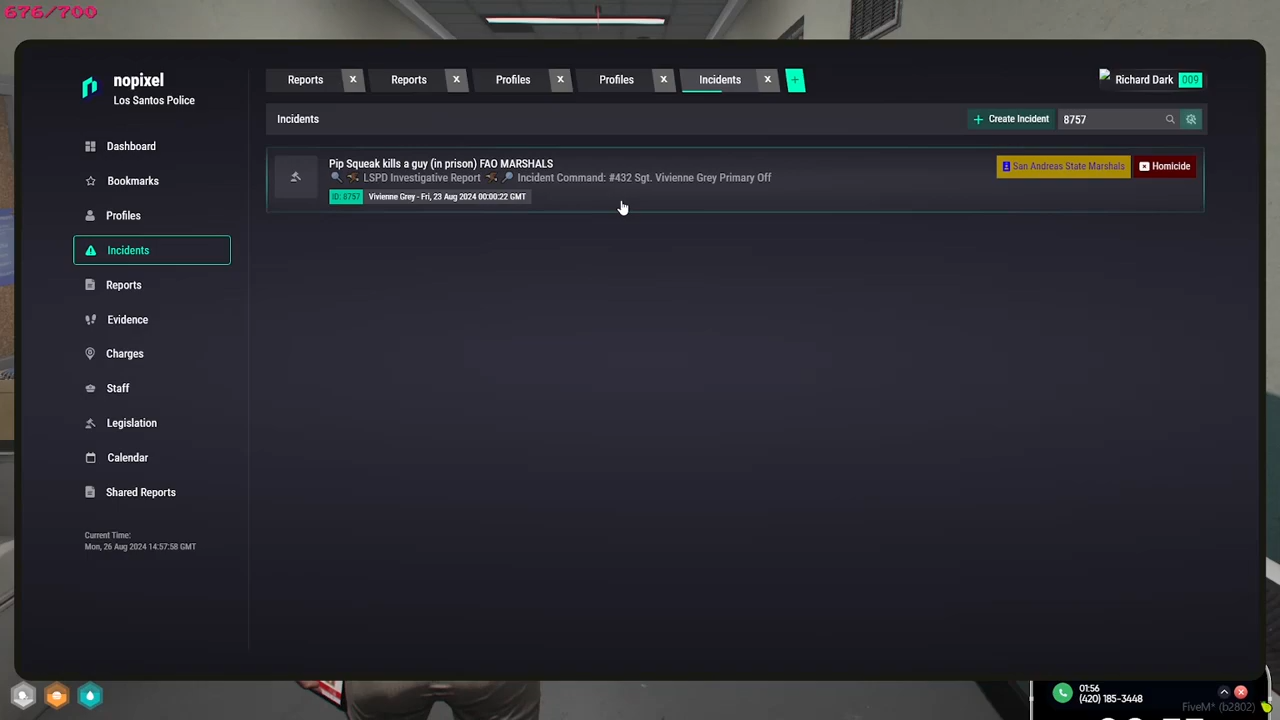 676/700
nopixel
Los Santos Police
Reports X Reports X Profiles X Profiles X Incidents X +
Richard Dark 009
Incidents
+ Create Incident
8757
Dashboard
Bookmarks
Profiles
Incidents
Reports
Evidence
Charges
Staff
Legislation
Calendar
Shared Reports
Current Time:
Mon, 26 Aug 2024 14:57:58 GMT
Pip Squeak kills a guy (in prison) FAO MARSHALS
LSPD Investigative Report Incident Command: #432 Sgt. Vivienne Grey Primary Off
ID: 8757 Vivienne Grey - Fri, 23 Aug 2024 00:00:22 GMT
San Andreas State Marshals
Homicide
01:56
(420) 185-3448
FiveM* (b2802)